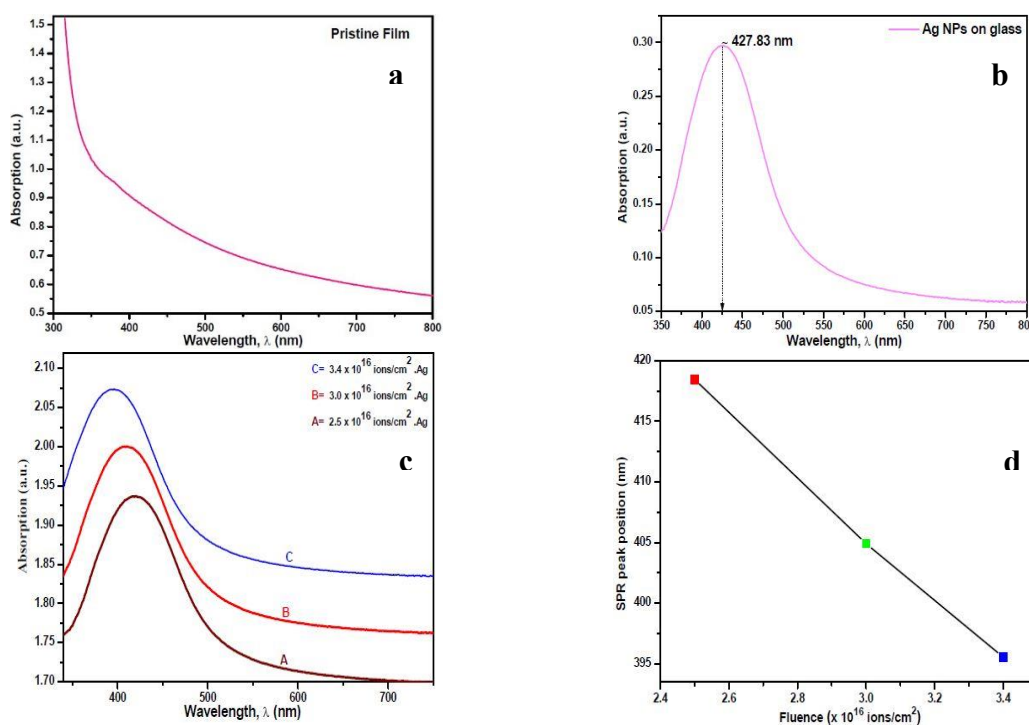 1.5
1.4
1.3
1.2
1.1
1.0
0.9
0.8
0.7
0.6
0.5
Absorption (a.u.)
Pristine Film
a
300 400 500 600 700 800
Wavelength, λ (nm)
0.30
0.25
0.20
0.15
0.10
0.05
Absorption (a.u.)
Ag NPs on glass
~ 427.83 nm
b
350 400 450 500 550 600 650 700 750 800
Wavelength, λ (nm)
2.10
2.05
2.00
1.95
1.90
1.85
1.80
1.75
1.70
Absorption (a.u.)
C= 3.4 x 10^16 ions/cm^2 .Ag
B= 3.0 x 10^16 ions/cm^2 .Ag
A= 2.5 x 10^16 ions/cm^2 .Ag
c
C
B
A
400 500 600 700
Wavelength, λ (nm)
420
415
410
405
400
395
SPR peak position (nm)
d
2.4 2.6 2.8 3.0 3.2 3.4
Fluence (x 10^16 ions/cm^2)